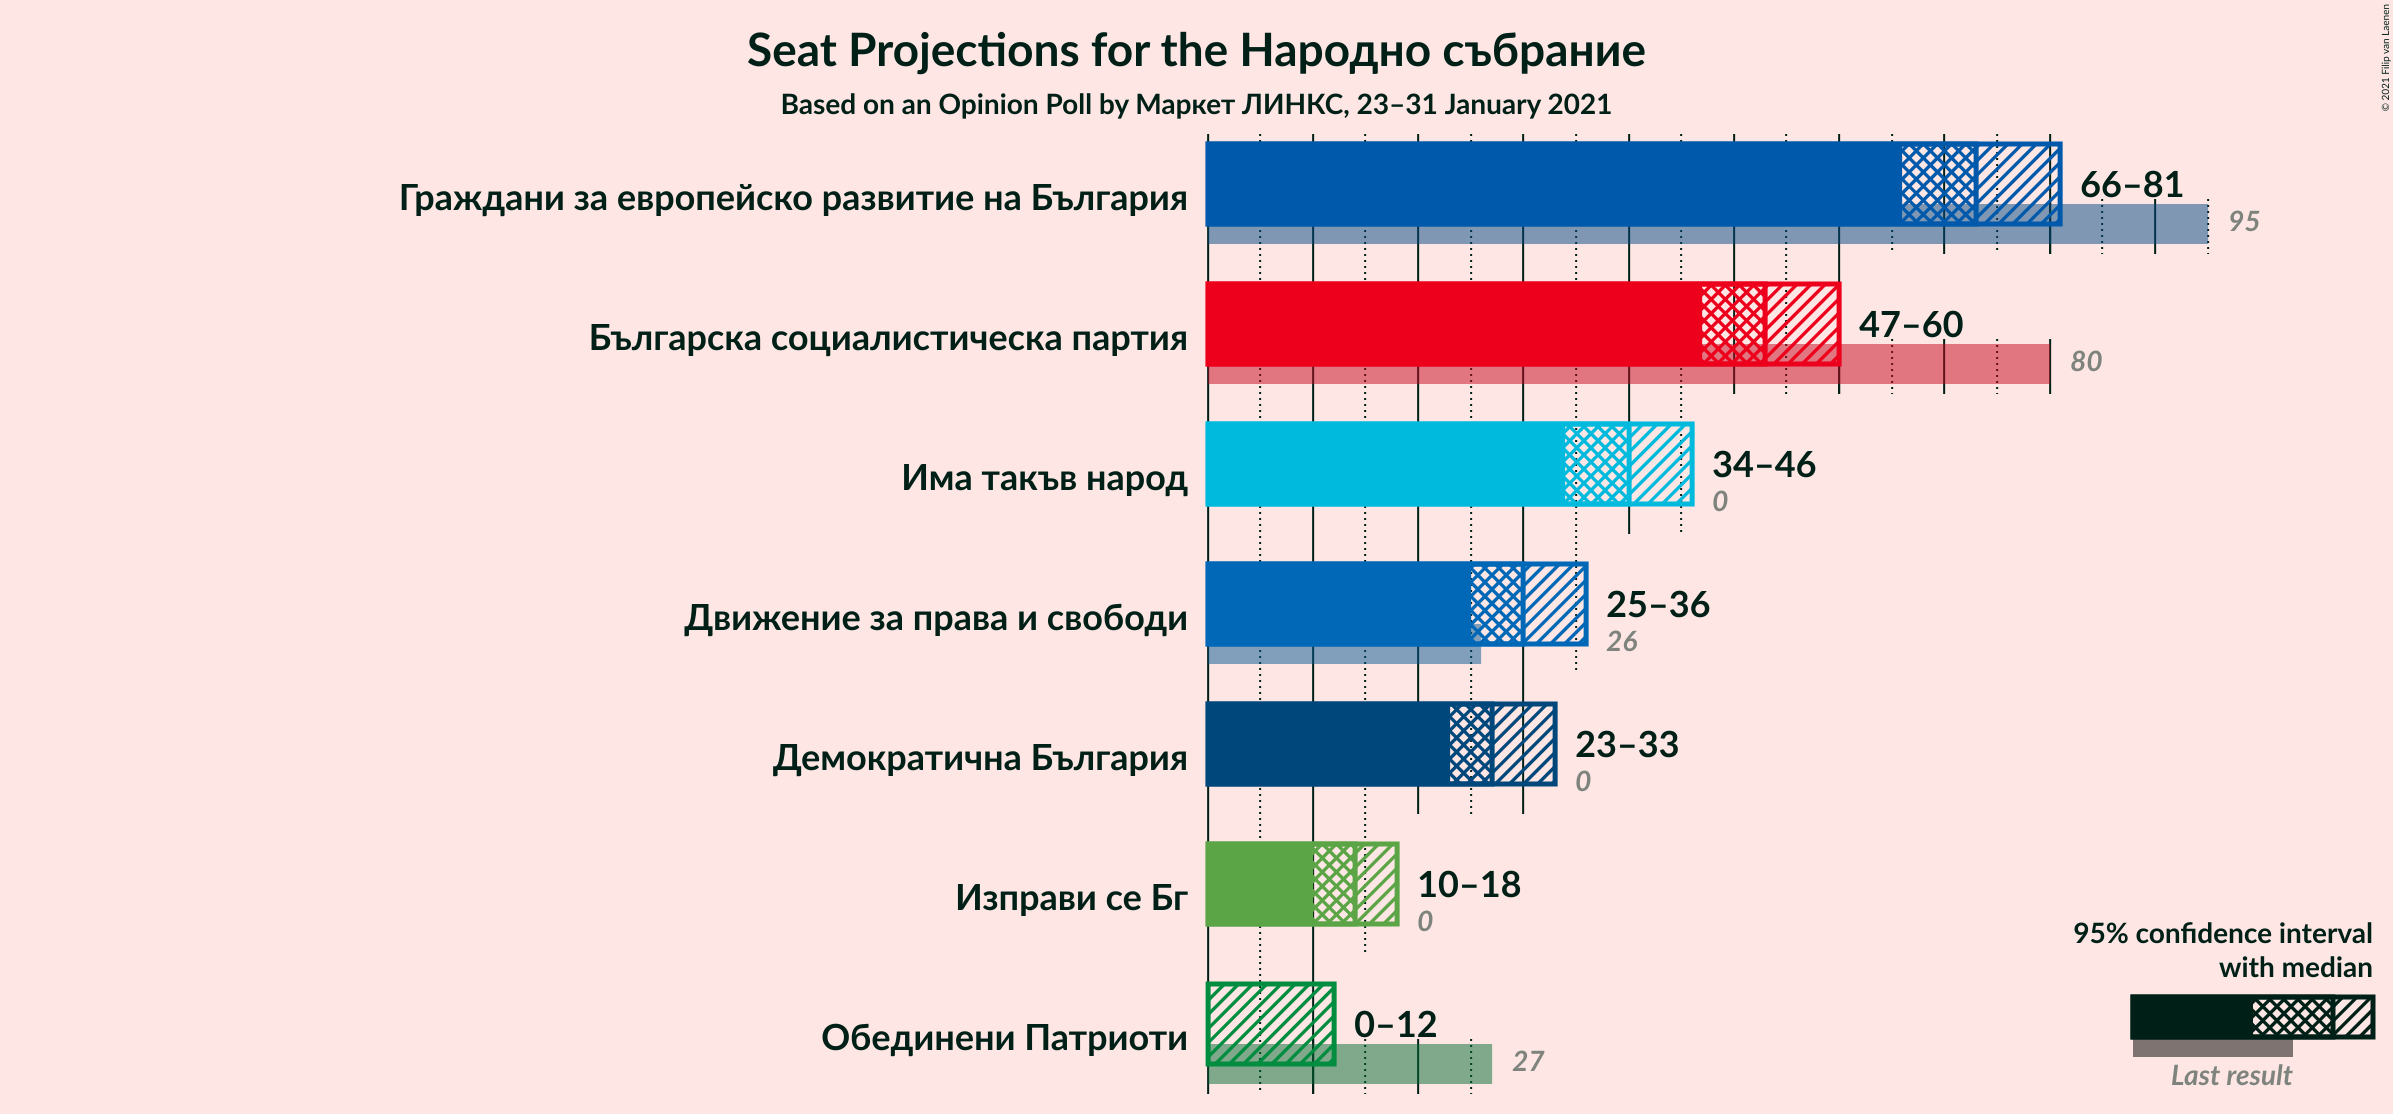 Seat Projections for the Народно събрание
Based on an Opinion Poll by Маркет ЛИНКС, 23–31 January 2021
© 2021 Filip van Laenen
Граждани за европейско развитие на България
66–81
95
Българска социалистическа партия
47–60
80
Има такъв народ
34–46
0
Движение за права и свободи
25–36
26
Демократична България
23–33
0
Изправи се Бг
10–18
0
Обединени Патриоти
0–12
27
95% confidence interval
with median
Last result